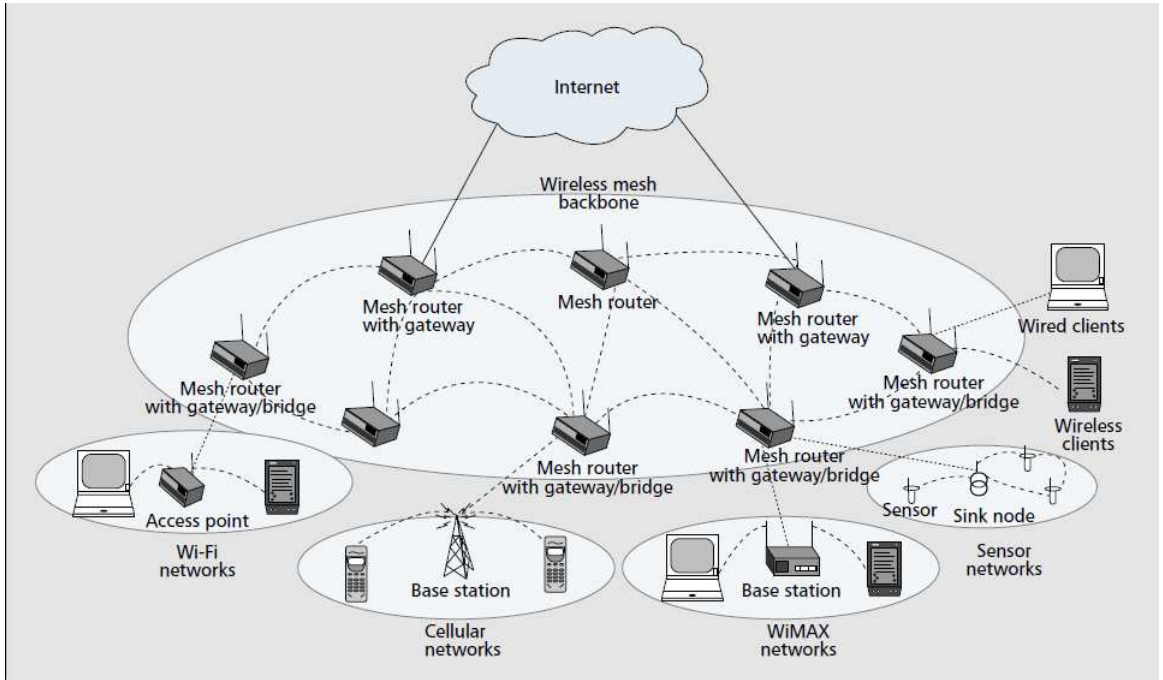 Internet
Wireless mesh
backbone
Mesh router
with gateway
Mesh router
Mesh router
with gateway
Wired clients
Mesh router
with gateway/bridge
Mesh router
with gateway/bridge
Wireless
clients
Mesh router
with gateway/bridge
Mesh router
with gateway/bridge
Access point
Wi-Fi
networks
Sensor
Sink node
Sensor
networks
Base station
Cellular
networks
Base station
WiMAX
networks